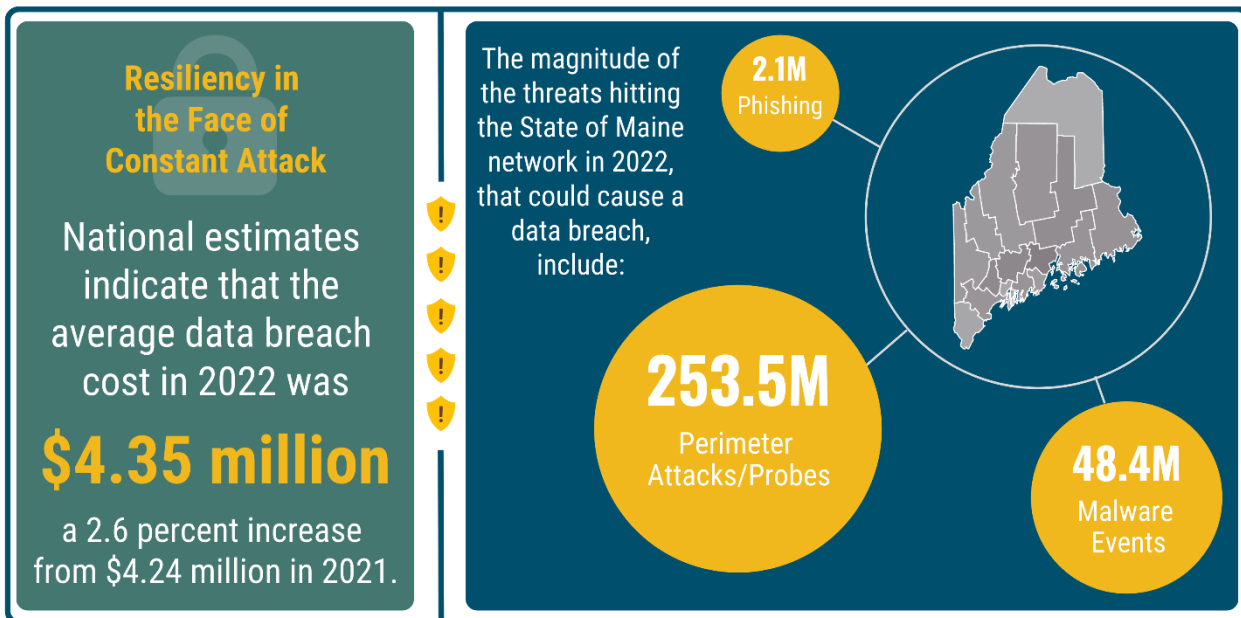 Resiliency in
the Face of
Constant Attack
National estimates
indicate that the
average data breach
cost in 2022 was
$4.35 million
a 2.6 percent increase
from $4.24 million in 2021.
!
!
!
!
!
The magnitude of
the threats hitting
the State of Maine
network in 2022,
that could cause a
data breach,
include:
2.1M
Phishing
253.5M
Perimeter
Attacks/Probes
48.4M
Malware
Events